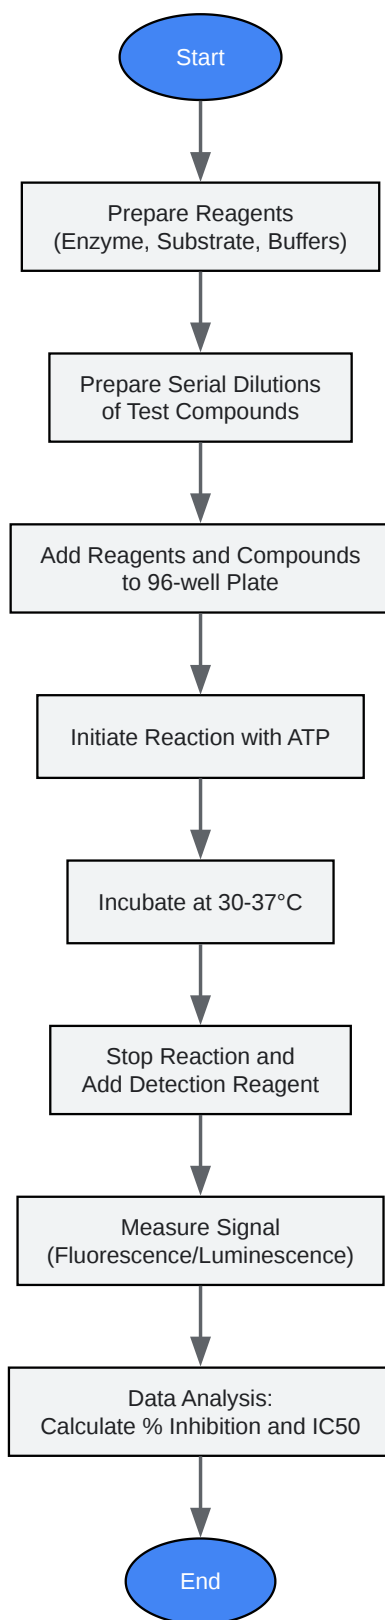 Start
Prepare Reagents
(Enzyme, Substrate, Buffers)
Prepare Serial Dilutions
of Test Compounds
Add Reagents and Compounds
to 96-well Plate
Initiate Reaction with ATP
Incubate at 30-37°C
Stop Reaction and
Add Detection Reagent
Measure Signal
(Fluorescence/Luminescence)
Data Analysis:
Calculate % Inhibition and IC50
End